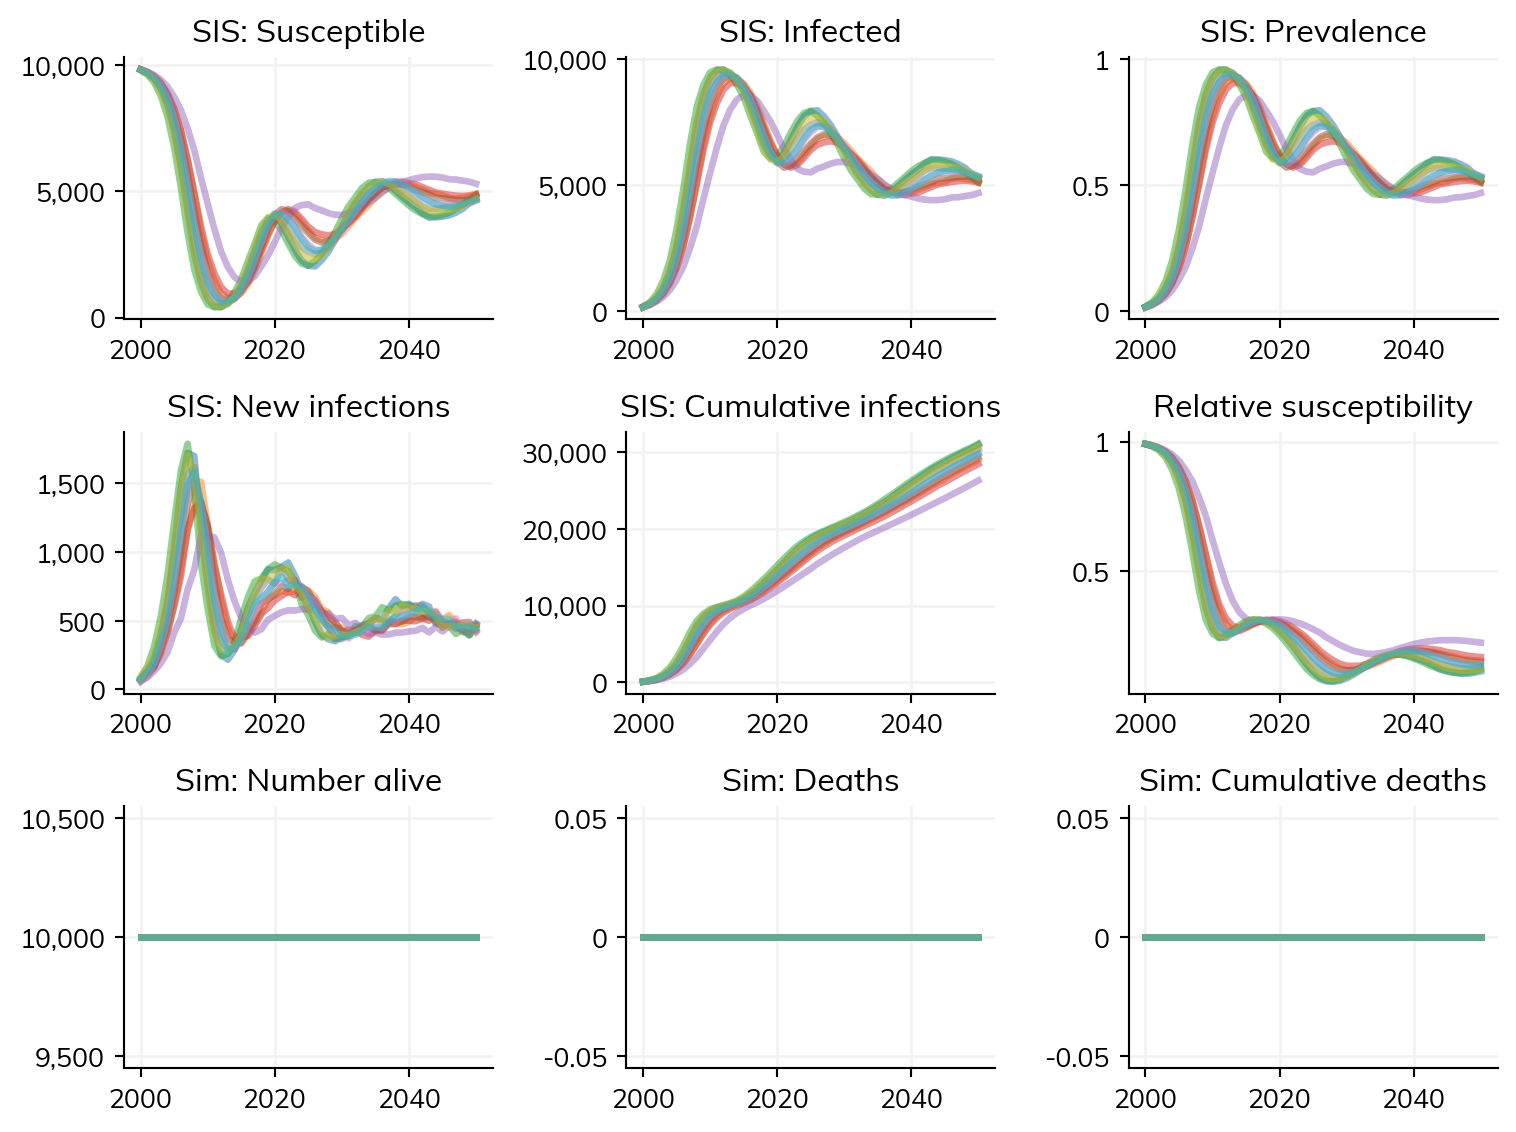 SIS: Susceptible
10,000
5,000
0
2000 2020 2040
SIS: Infected
10,000
5,000
0
2000 2020 2040
SIS: Prevalence
1
0.5
0
2000 2020 2040
SIS: New infections
1,500
1,000
500
0
2000 2020 2040
SIS: Cumulative infections
30,000
20,000
10,000
0
2000 2020 2040
Relative susceptibility
1
0.5
2000 2020 2040
Sim: Number alive
10,500
10,000
9,500
2000 2020 2040
Sim: Deaths
0.05
0
-0.05
2000 2020 2040
Sim: Cumulative deaths
0.05
0
-0.05
2000 2020 2040